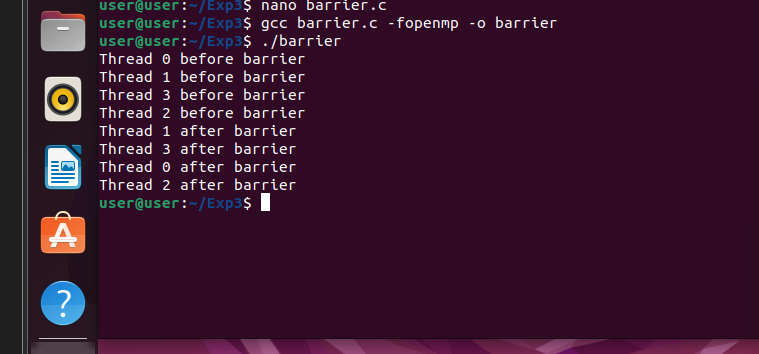 user@user:~/Exp3$ nano barrier.c
user@user:~/Exp3$ gcc barrier.c -fopenmp -o barrier
user@user:~/Exp3$ ./barrier
Thread 0 before barrier
Thread 1 before barrier
Thread 3 before barrier
Thread 2 before barrier
Thread 1 after barrier
Thread 3 after barrier
Thread 0 after barrier
Thread 2 after barrier
user@user:~/Exp3$